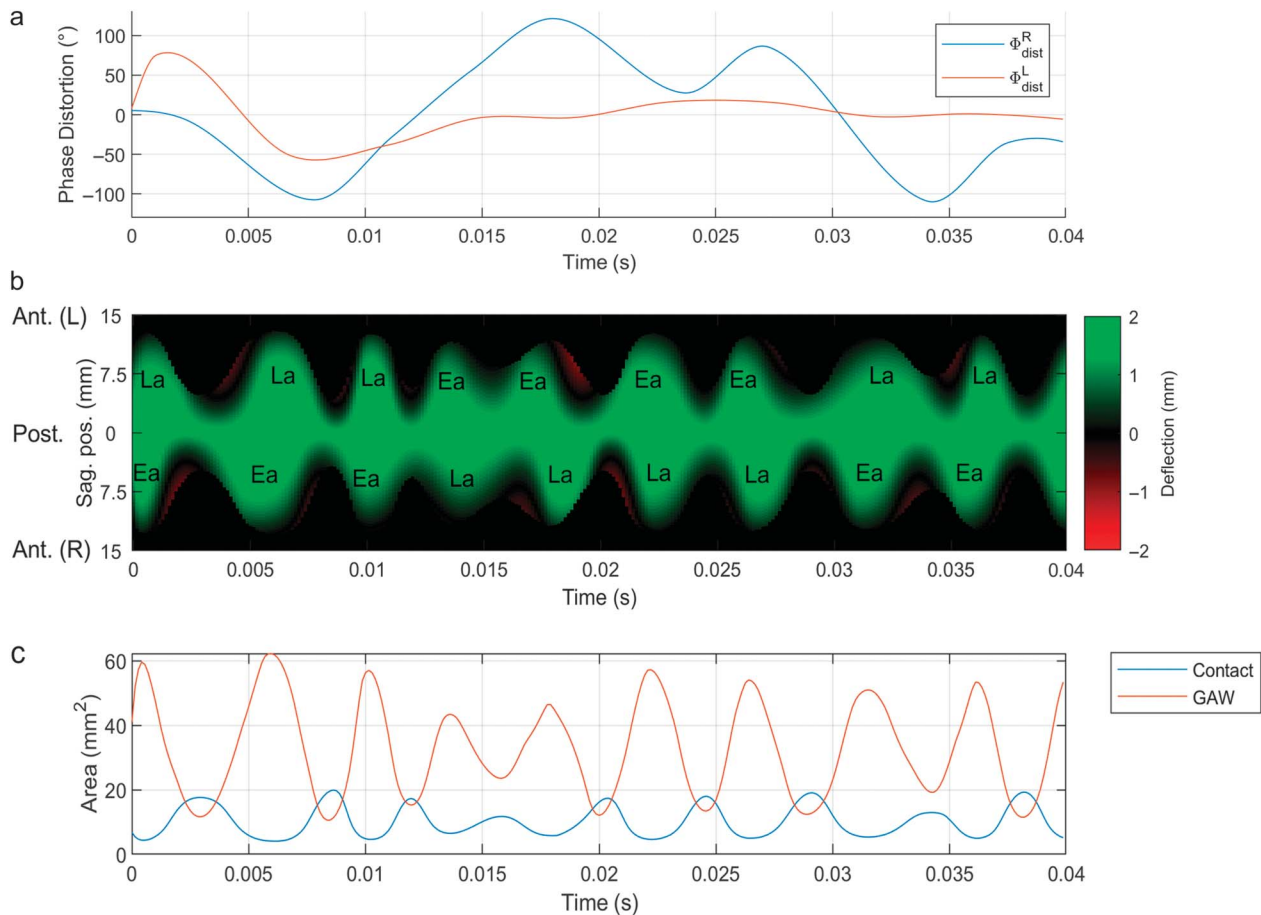 a
Phase Distortion (°)
100
50
0
−50
−100
Φ^R_dist
Φ^L_dist
0 0.005 0.01 0.015 0.02 0.025 0.03 0.035 0.04
Time (s)
b
Ant. (L)
Post.
Ant. (R)
Sag. pos. (mm)
15
7.5
0
7.5
15
La La La Ea Ea Ea Ea La La
Ea Ea Ea La La La La Ea Ea
0 0.005 0.01 0.015 0.02 0.025 0.03 0.035 0.04
Time (s)
2
1
0
−1
−2
Deflection (mm)
c
Area (mm²)
60
40
20
0
Contact
GAW
0 0.005 0.01 0.015 0.02 0.025 0.03 0.035 0.04
Time (s)